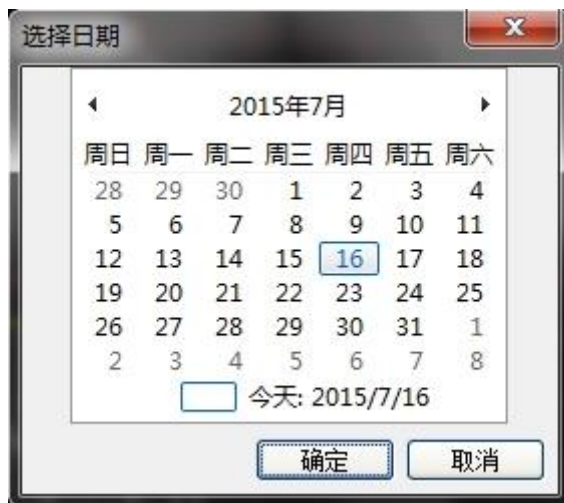 选择日期
2015年7月
周日 周一 周二 周三 周四 周五 周六
28 29 30 1 2 3 4
5 6 7 8 9 10 11
12 13 14 15 16 17 18
19 20 21 22 23 24 25
26 27 28 29 30 31 1
2 3 4 5 6 7 8
今天: 2015/7/16
确定 取消